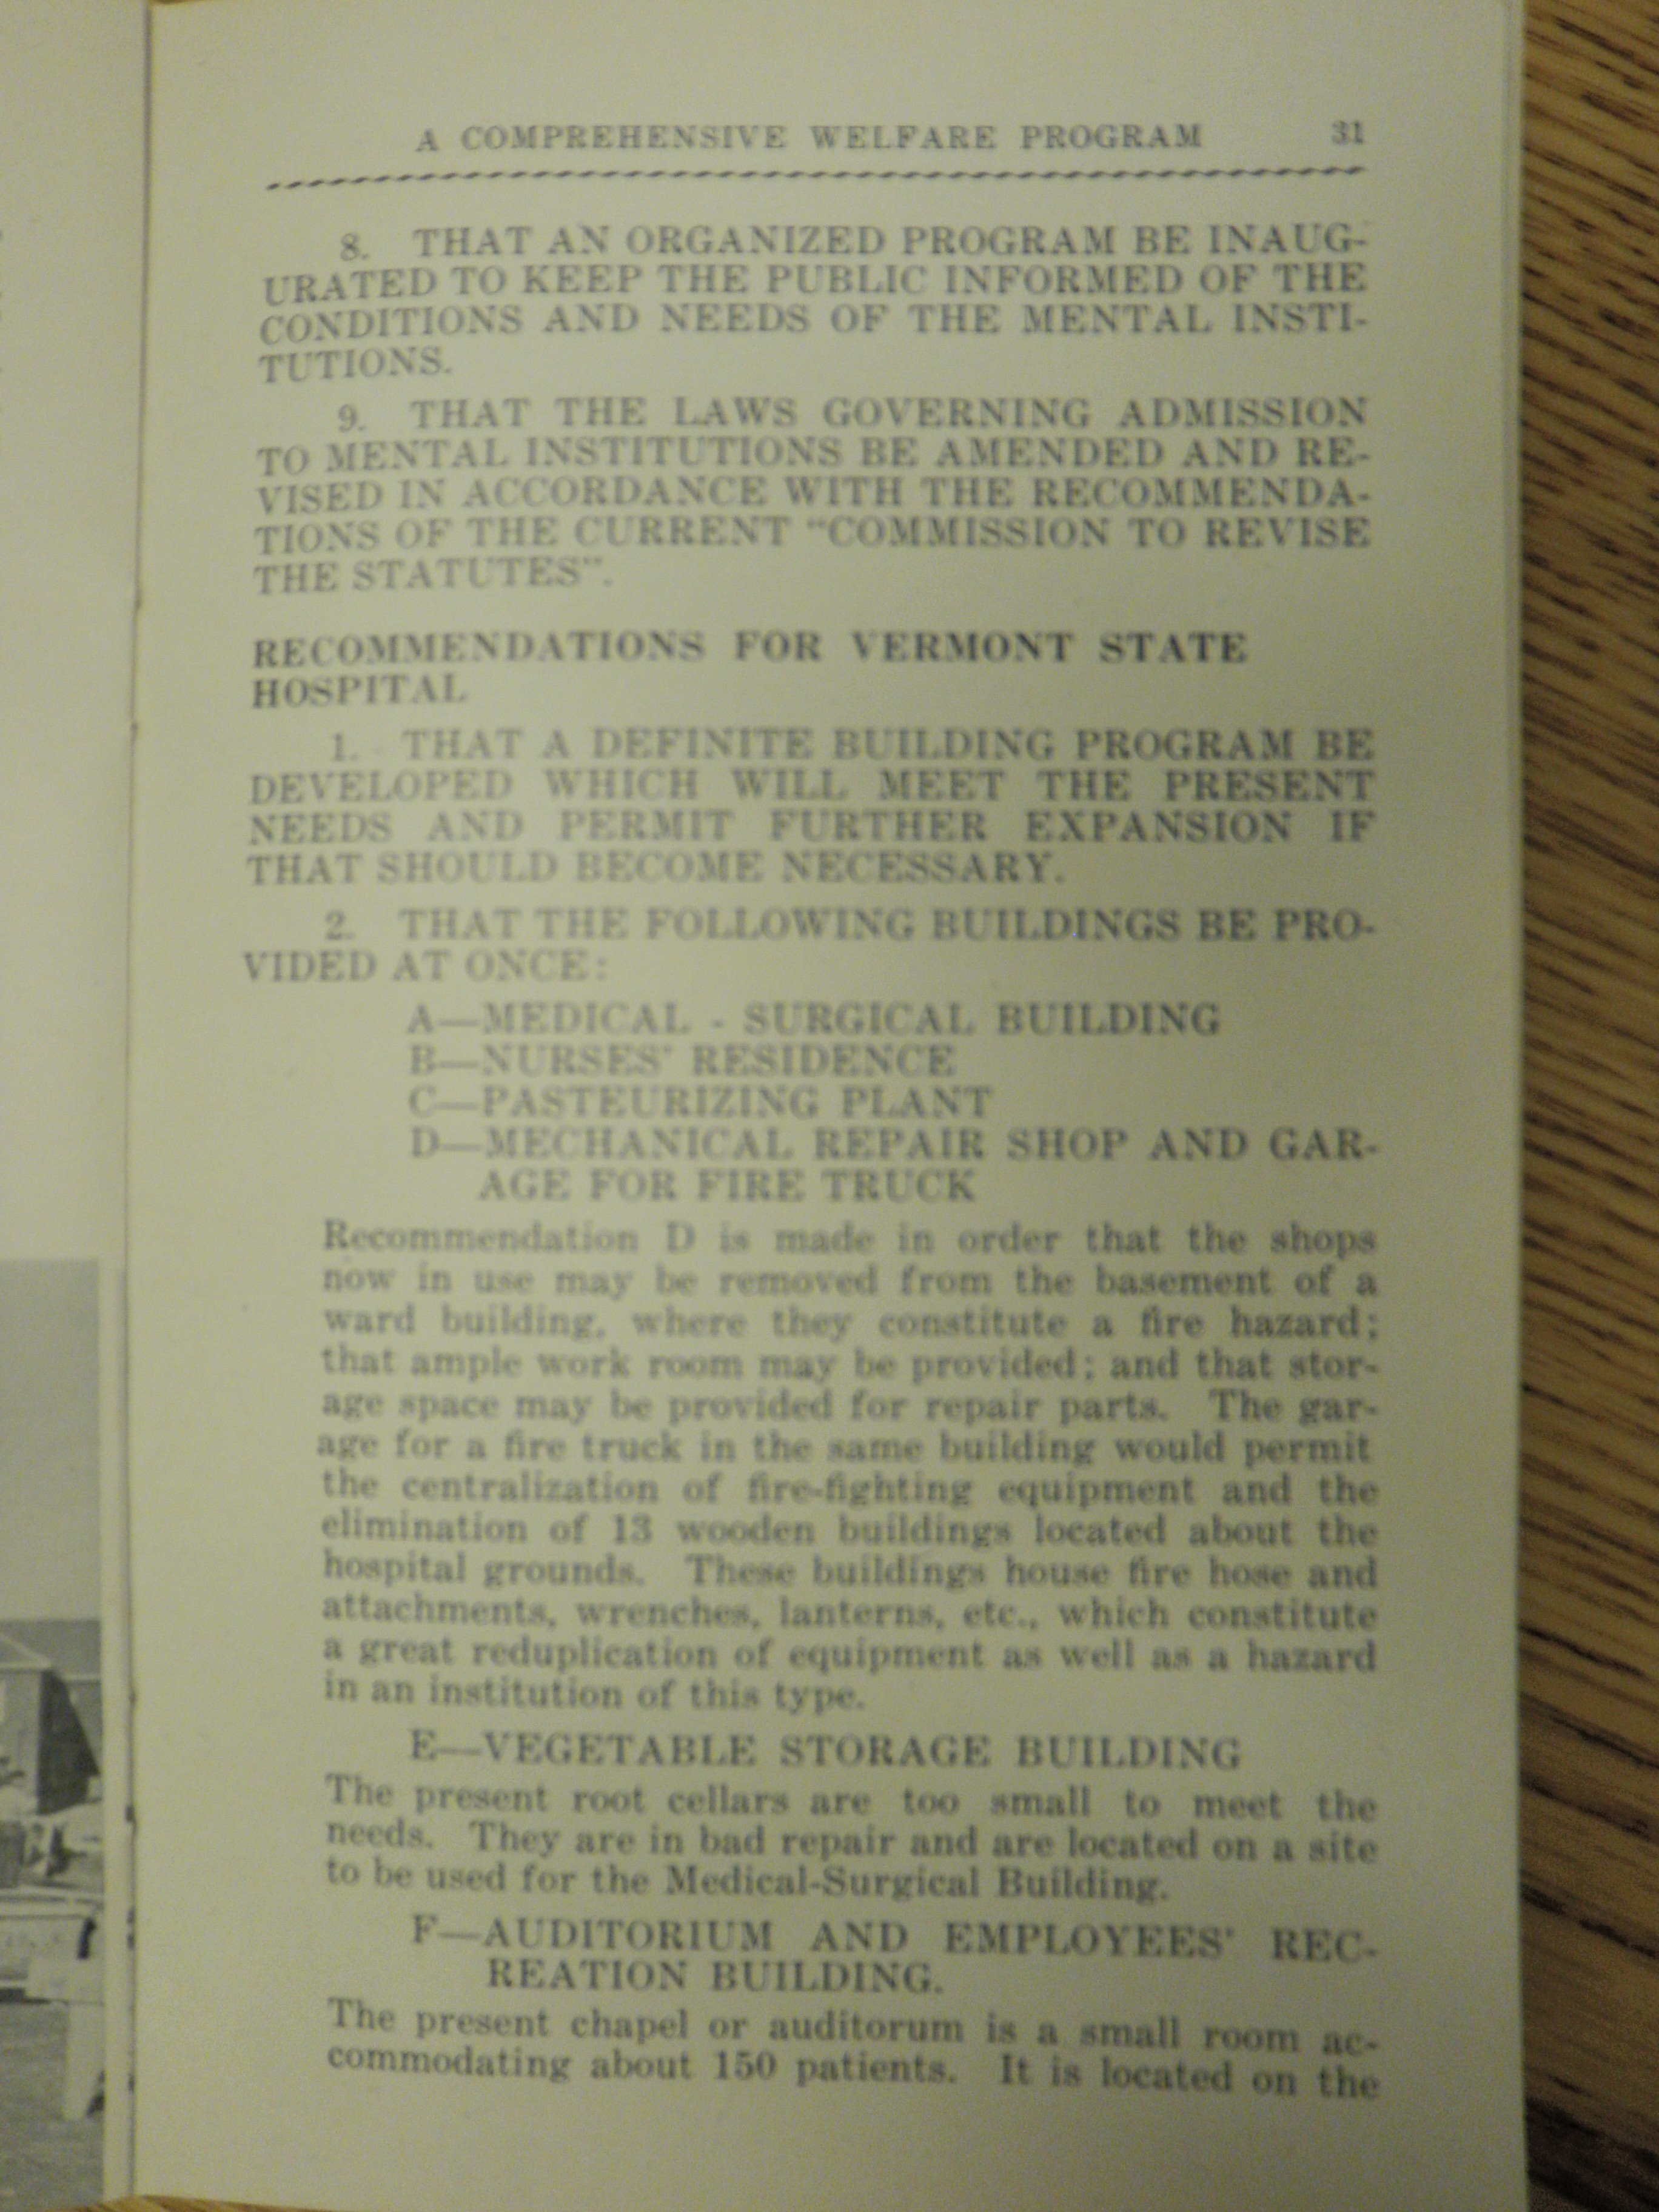 A COMPREHENSIVE WELFARE PROGRAM 31
8. THAT AN ORGANIZED PROGRAM BE INAUG-
URATED TO KEEP THE PUBLIC INFORMED OF THE
CONDITIONS AND NEEDS OF THE MENTAL INSTI-
TUTIONS.
9. THAT THE LAWS GOVERNING ADMISSION
TO MENTAL INSTITUTIONS BE AMENDED AND RE-
VISED IN ACCORDANCE WITH THE RECOMMENDA-
TIONS OF THE CURRENT "COMMISSION TO REVISE
THE STATUTES".
RECOMMENDATIONS FOR VERMONT STATE
HOSPITAL
1. THAT A DEFINITE BUILDING PROGRAM BE
DEVELOPED WHICH WILL MEET THE PRESENT
NEEDS AND PERMIT FURTHER EXPANSION IF
THAT SHOULD BECOME NECESSARY.
2. THAT THE FOLLOWING BUILDINGS BE PRO-
VIDED AT ONCE:
A—MEDICAL - SURGICAL BUILDING
B—NURSES' RESIDENCE
C—PASTEURIZING PLANT
D—MECHANICAL REPAIR SHOP AND GAR-
AGE FOR FIRE TRUCK
Recommendation D is made in order that the shops
now in use may be removed from the basement of a
ward building, where they constitute a fire hazard;
that ample work room may be provided; and that stor-
age space may be provided for repair parts. The gar-
age for a fire truck in the same building would permit
the centralization of fire-fighting equipment and the
elimination of 13 wooden buildings located about the
hospital grounds. These buildings house fire hose and
attachments, wrenches, lanterns, etc., which constitute
a great reduplication of equipment as well as a hazard
in an institution of this type.
E—VEGETABLE STORAGE BUILDING
The present root cellars are too small to meet the
needs. They are in bad repair and are located on a site
to be used for the Medical-Surgical Building.
F—AUDITORIUM AND EMPLOYEES' REC-
REATION BUILDING.
The present chapel or auditorum is a small room ac-
commodating about 150 patients. It is located on the